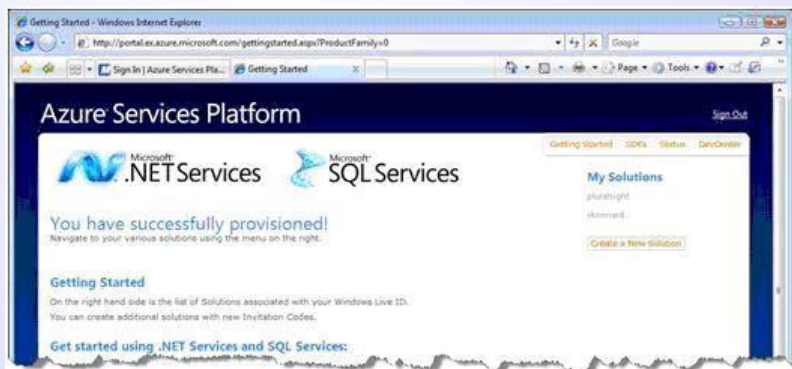 Getting Started - Windows Internet Explorer
http://portal.ex.azure.microsoft.com/gettingstarted.aspx?ProductFamily=0
Google
Sign In | Azure Services Pla...
Getting Started
Page
Tools
Azure Services Platform
Sign Out
Getting Started SDKs Status DevCenter
Microsoft
.NET Services
Microsoft
SQL Services
My Solutions
pluralsight
skonnard
Create a New Solution
You have successfully provisioned!
Navigate to your various solutions using the menu on the right.
Getting Started
On the right hand side is the list of Solutions associated with your Windows Live ID.
You can create additional solutions with new Invitation Codes.
Get started using .NET Services and SQL Services: